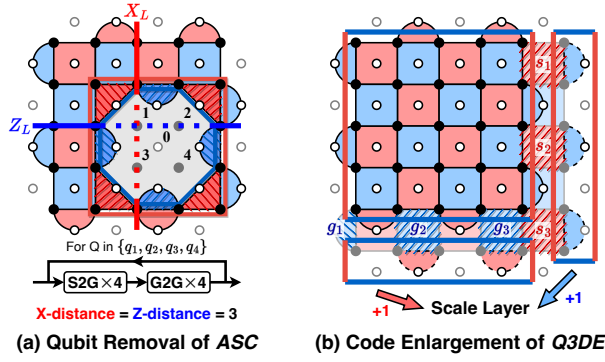 X_L
Z_L
1 2
0
3 4
For Q in {q₁, q₂, q₃, q₄}
S2G×4 G2G×4
X-distance = Z-distance = 3
(a) Qubit Removal of ASC
s₁
s₂
g₁ g₂ g₃ s₃
+1 Scale Layer +1
(b) Code Enlargement of Q3DE